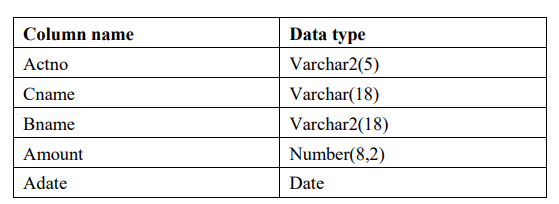 Column name Data type
Actno Varchar2(5)
Cname Varchar(18)
Bname Varchar2(18)
Amount Number(8,2)
Adate Date